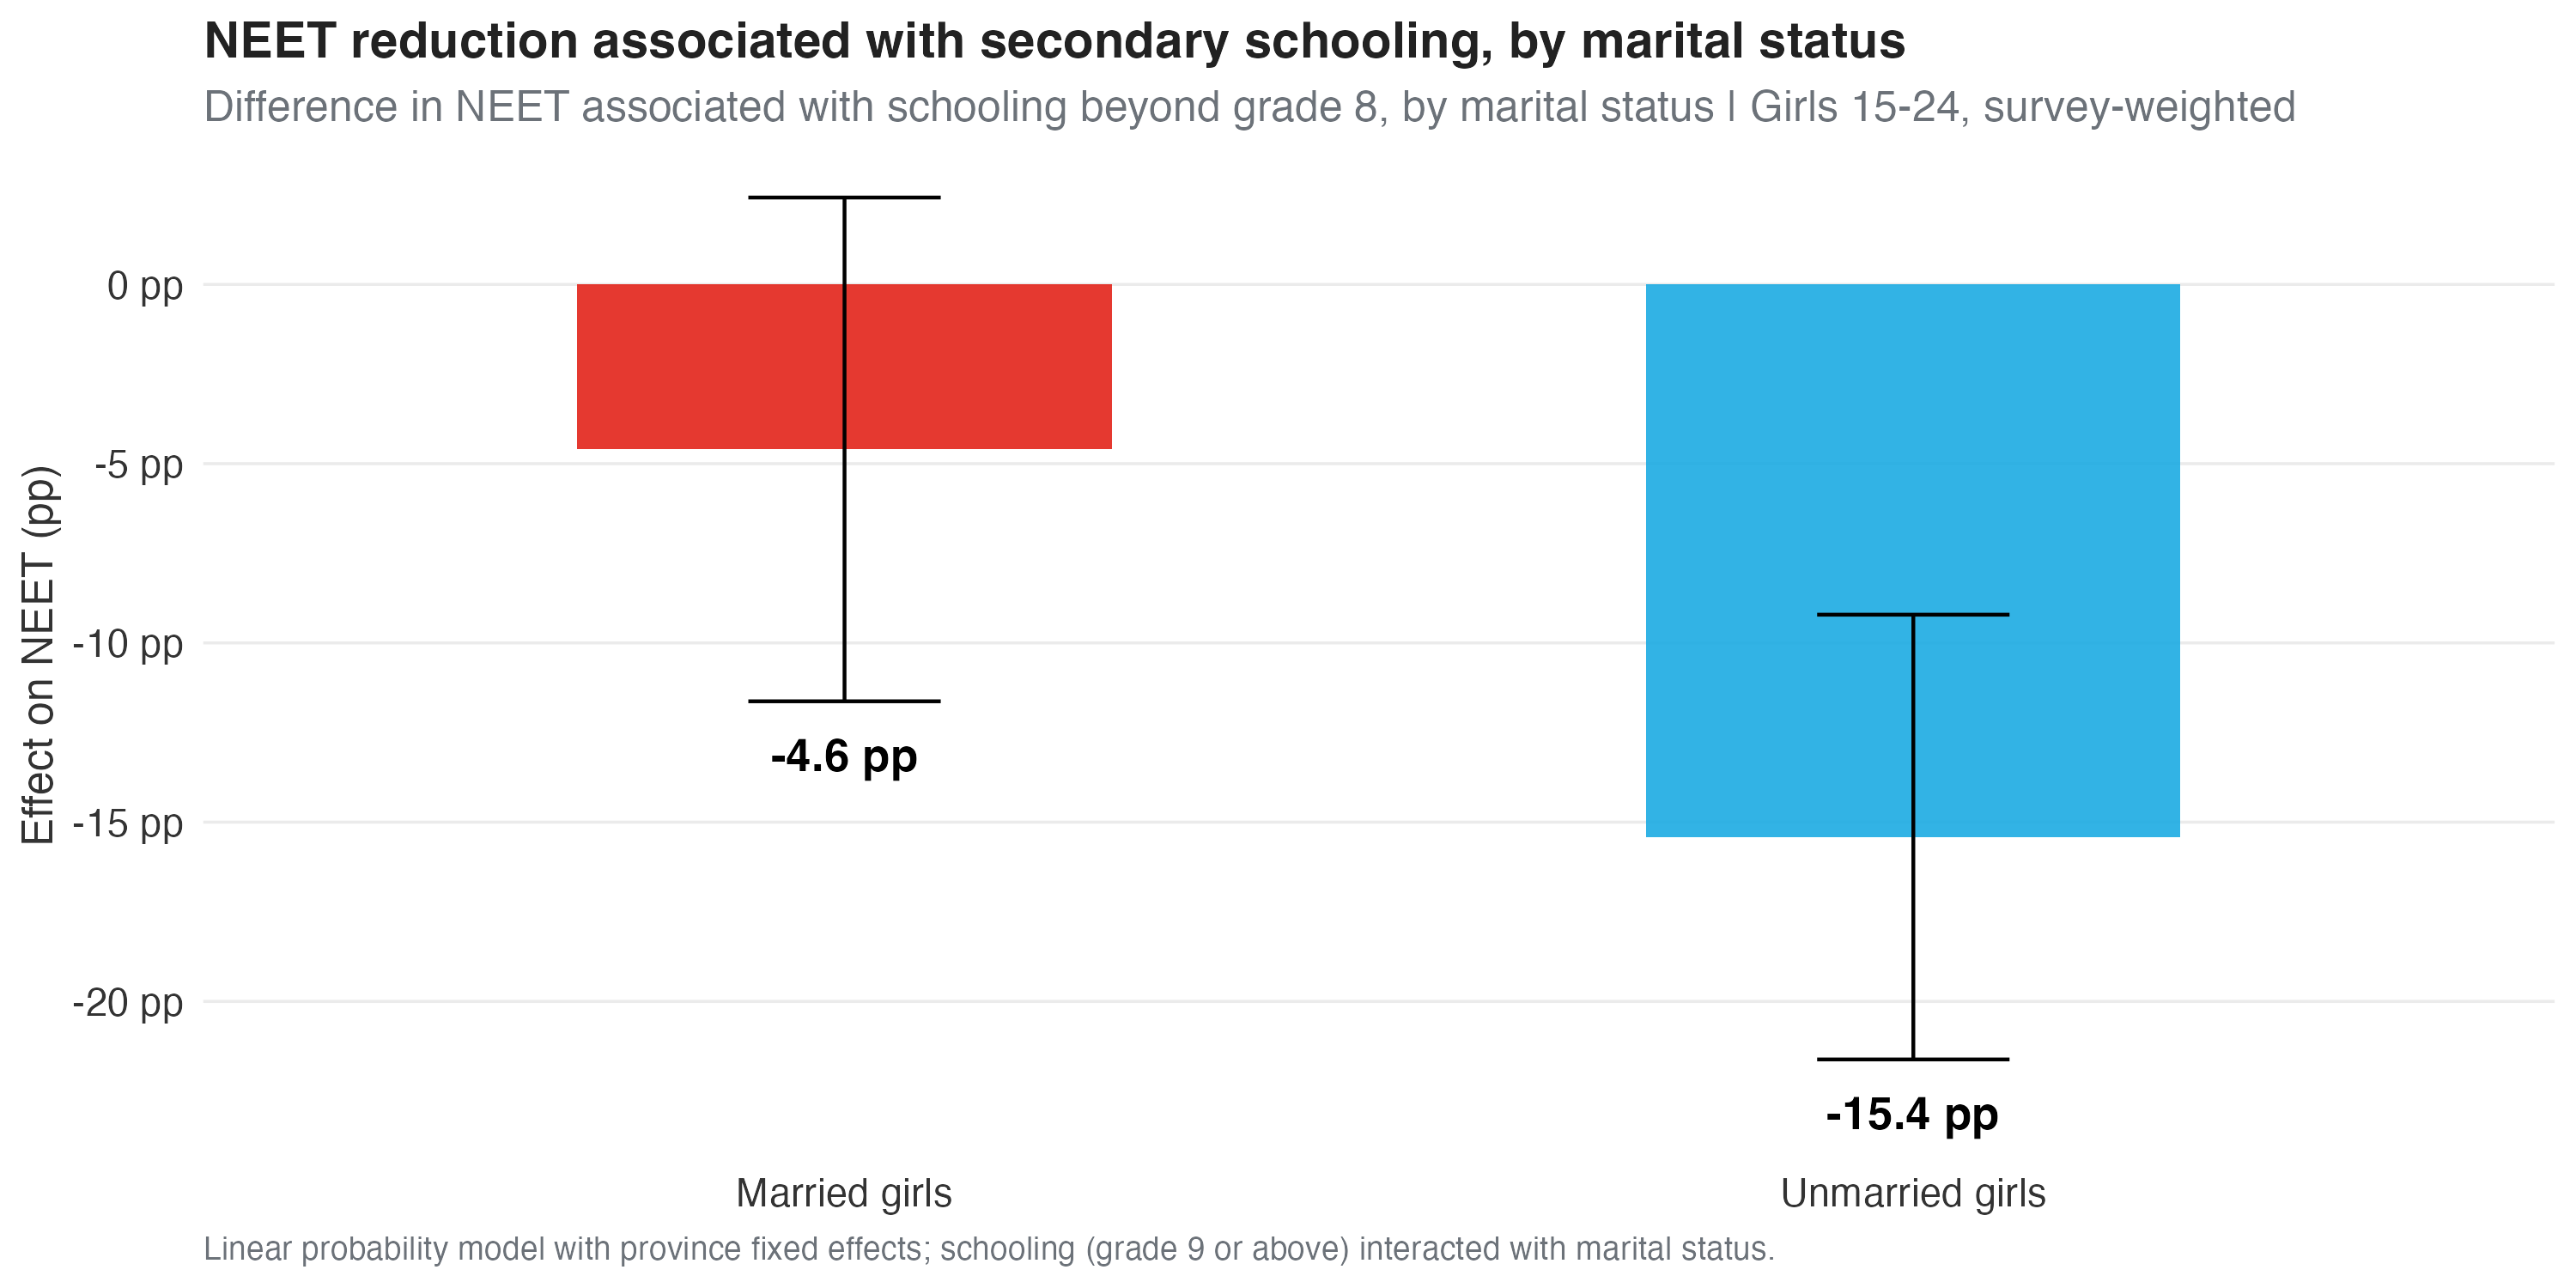 NEET reduction associated with secondary schooling, by marital status
Difference in NEET associated with schooling beyond grade 8, by marital status | Girls 15-24, survey-weighted
Effect on NEET (pp)
0 pp
-5 pp
-10 pp
-15 pp
-20 pp
-4.6 pp
-15.4 pp
Married girls
Unmarried girls
Linear probability model with province fixed effects; schooling (grade 9 or above) interacted with marital status.